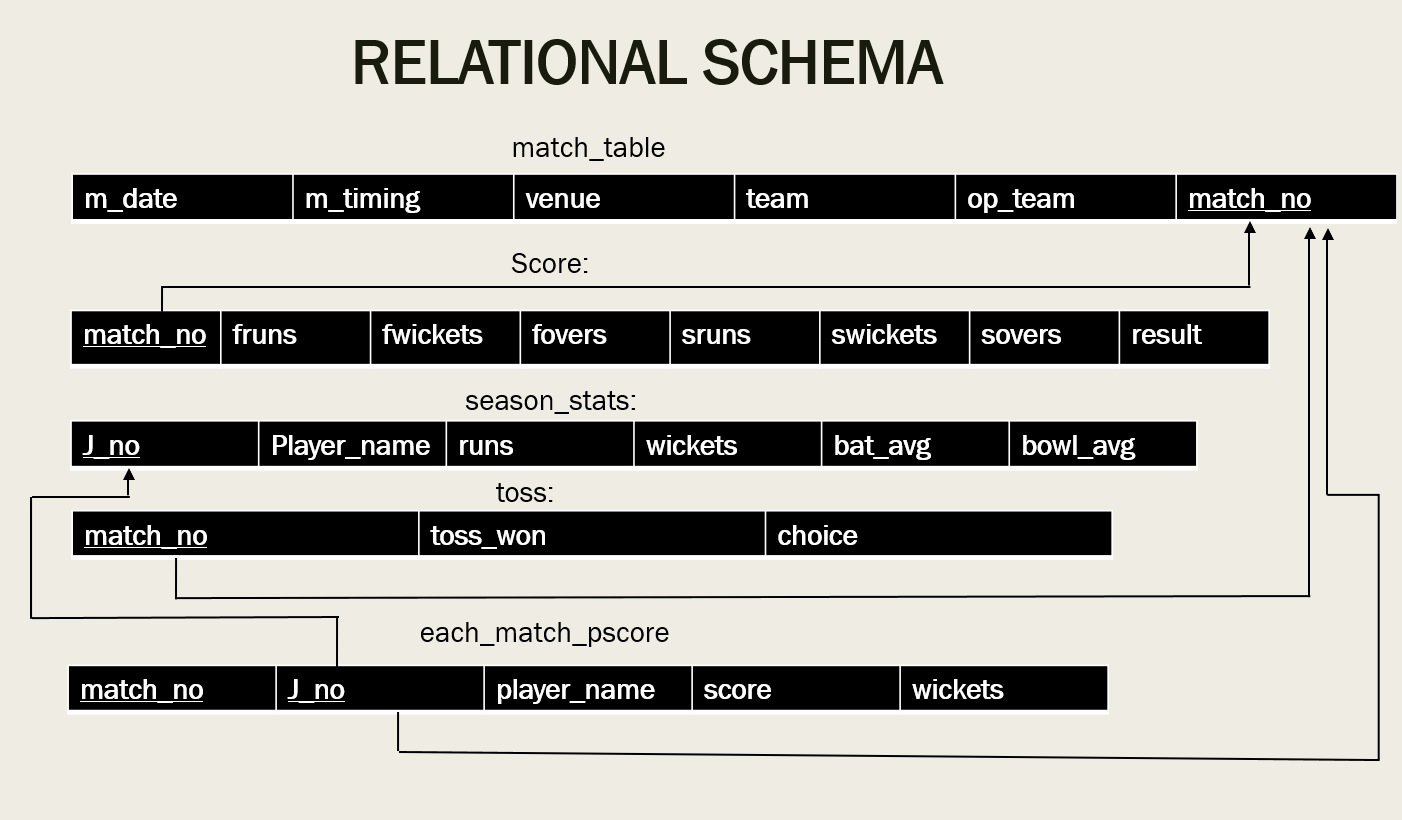 RELATIONAL SCHEMA
match_table
m_date m_timing venue team op_team match_no
Score:
match_no fruns fwickets fovers sruns swickets sovers result
season_stats:
J_no Player_name runs wickets bat_avg bowl_avg
toss:
match_no toss_won choice
each_match_pscore
match_no J_no player_name score wickets